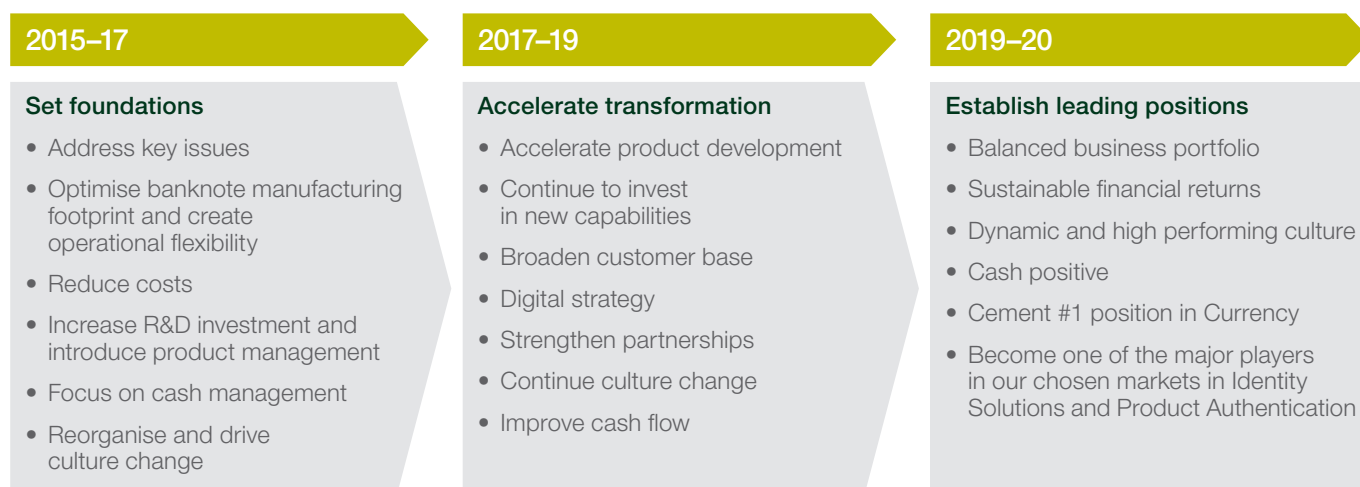 2015–17
Set foundations
• Address key issues
• Optimise banknote manufacturing
footprint and create
operational flexibility
• Reduce costs
• Increase R&D investment and
introduce product management
• Focus on cash management
• Reorganise and drive
culture change
2017–19
Accelerate transformation
• Accelerate product development
• Continue to invest
in new capabilities
• Broaden customer base
• Digital strategy
• Strengthen partnerships
• Continue culture change
• Improve cash flow
2019–20
Establish leading positions
• Balanced business portfolio
• Sustainable financial returns
• Dynamic and high performing culture
• Cash positive
• Cement #1 position in Currency
• Become one of the major players
in our chosen markets in Identity
Solutions and Product Authentication